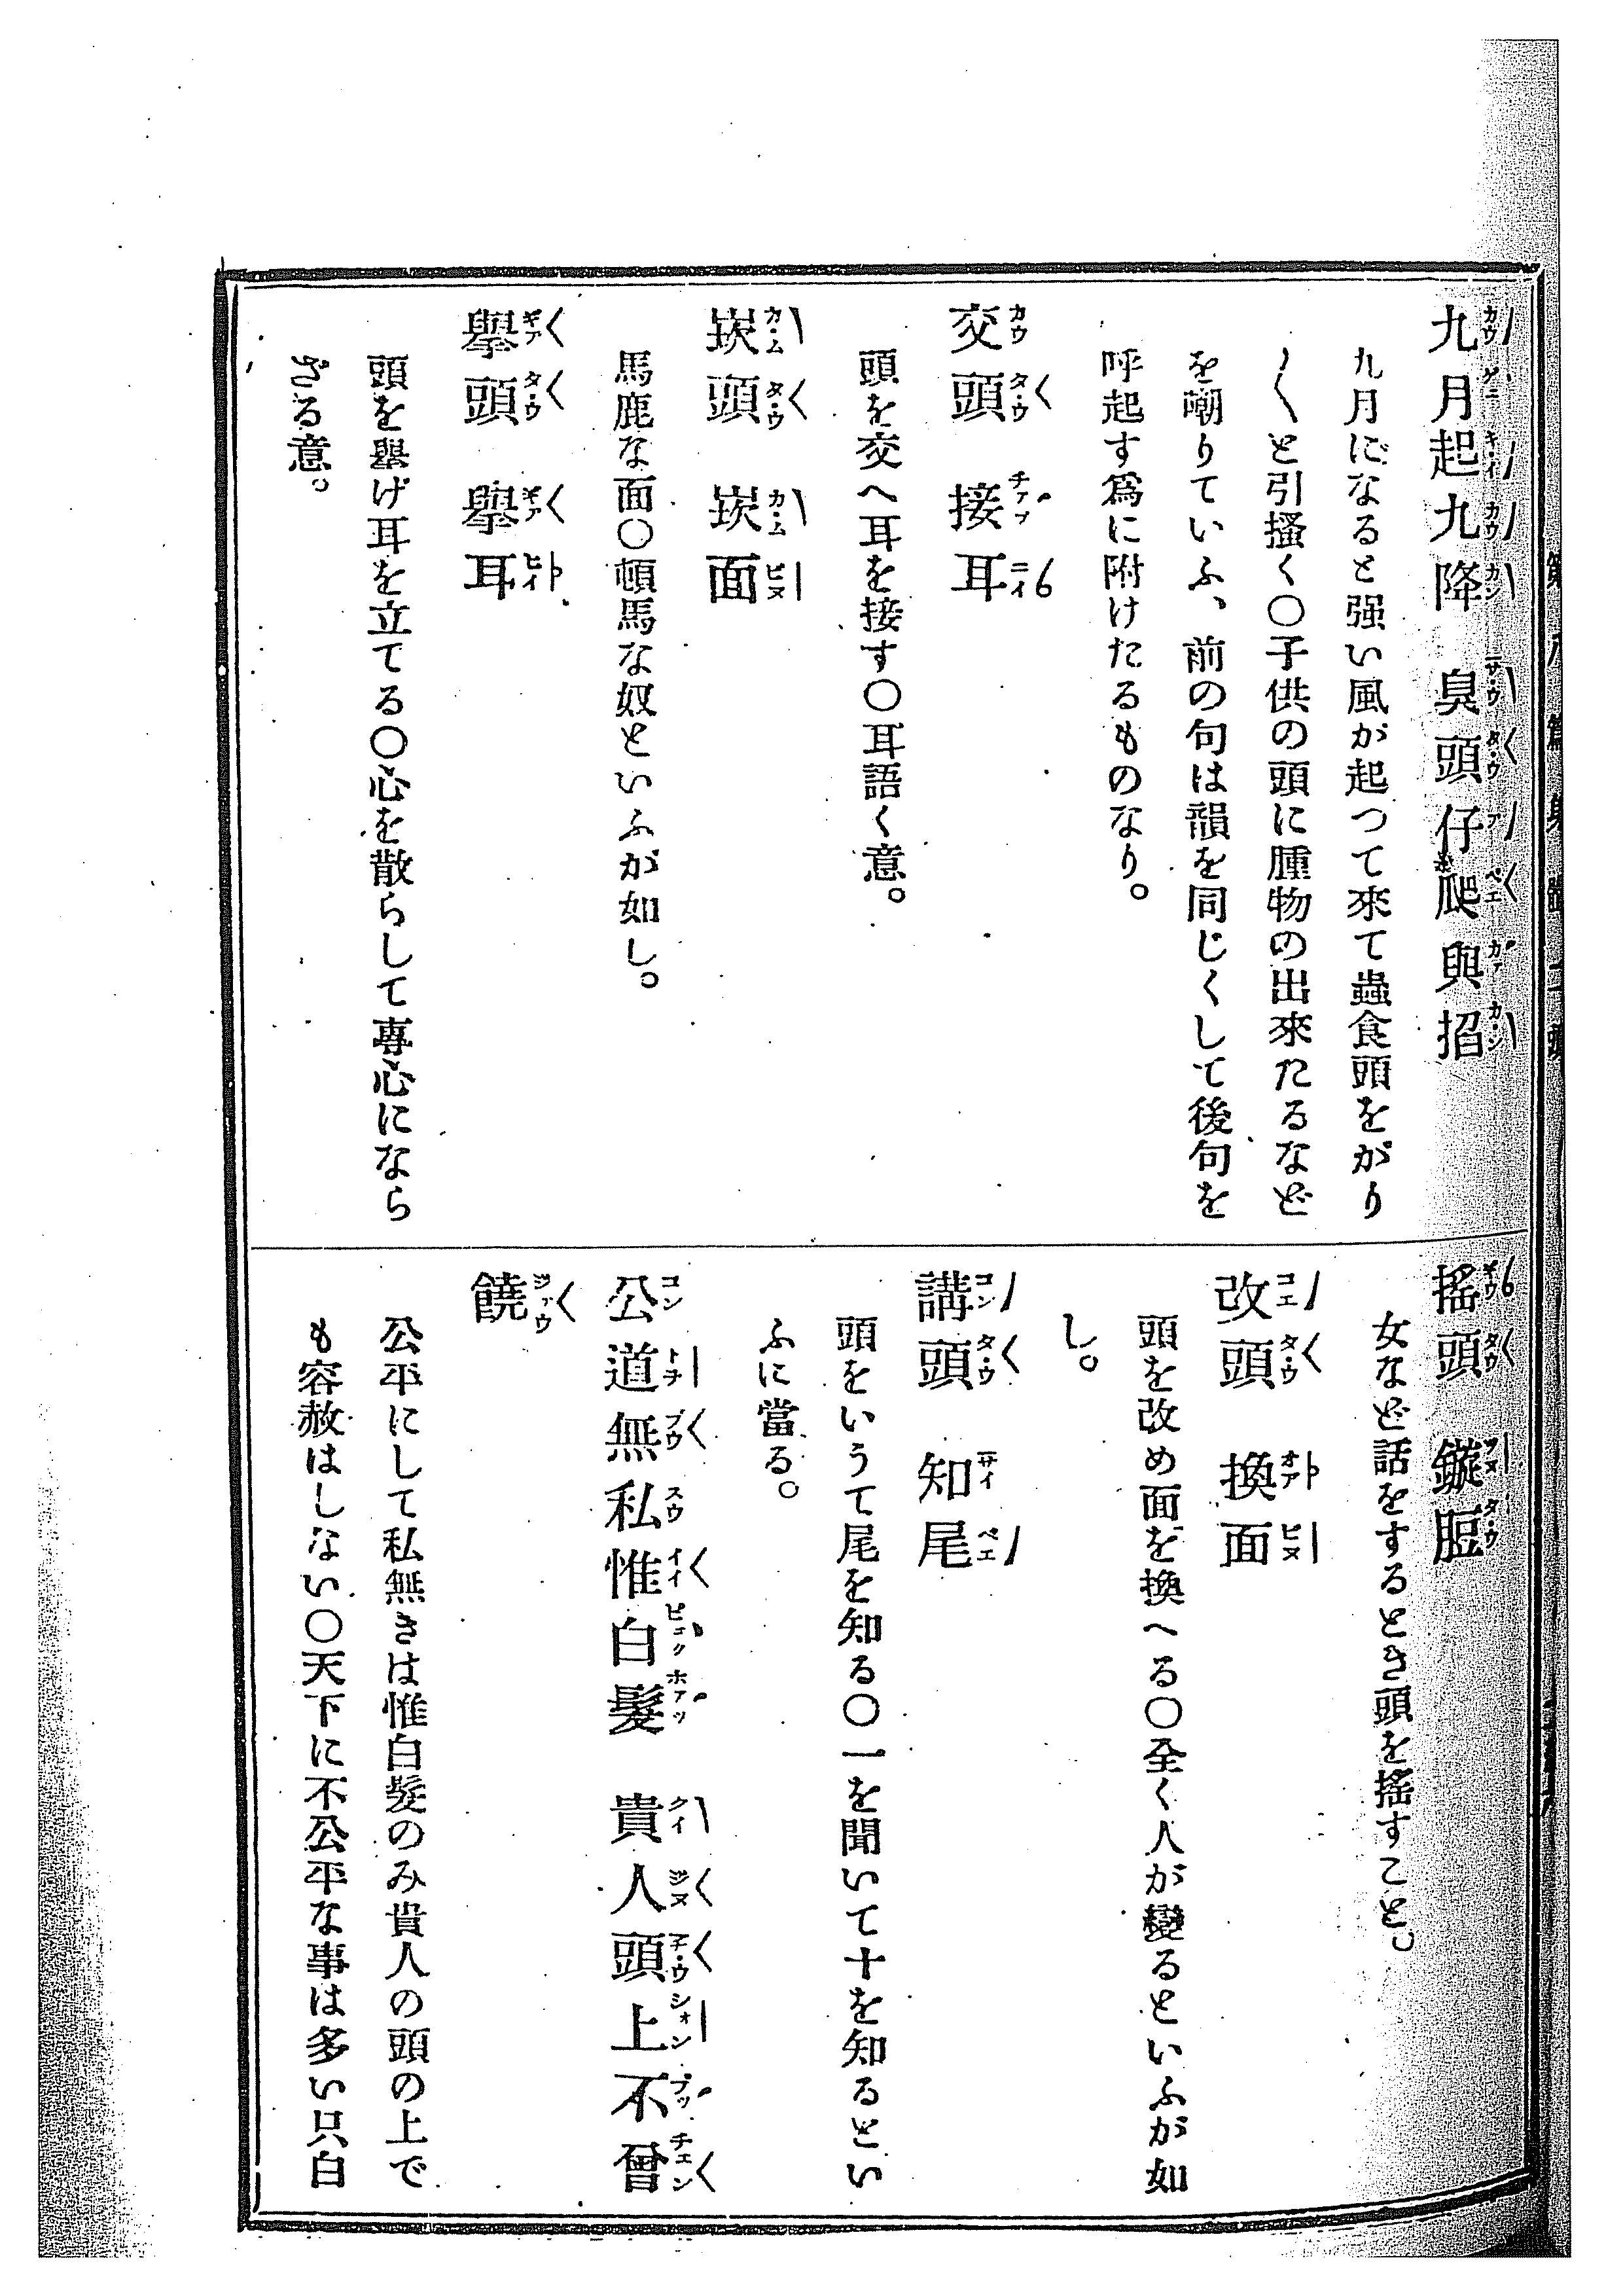 九月起九降　臭頭仔爬與招
九月になると强い風が起つて來て蟲食頭をがり
〱と引搔く〇子供の頭に腫物の出來たるなど
を嘲りていふ、前の句は韻を同じくして後句を
呼起す爲に附けたるものなり。
交頭　接耳
頭を交へ耳を接す〇耳語く意。
崁頭　崁面
馬鹿な面〇頓馬な奴といふが如し。
擧頭　擧耳
頭を擧げ耳を立てる〇心を散らして專心になら
ざる意。
搖頭　鏇脰
女など話をするとき頭を搖すこと。
改頭　換面
頭を改め面を換へる〇全く人が變るといふが如
し。
講頭　知尾
頭をいうて尾を知る〇一を聞いて十を知るとい
ふに當る。
公道無私惟白髮　貴人頭上不曾
饒
公平にして私無きは惟白髮のみ貴人の頭の上で
も容赦はしない〇天下に不公平な事は多い只白